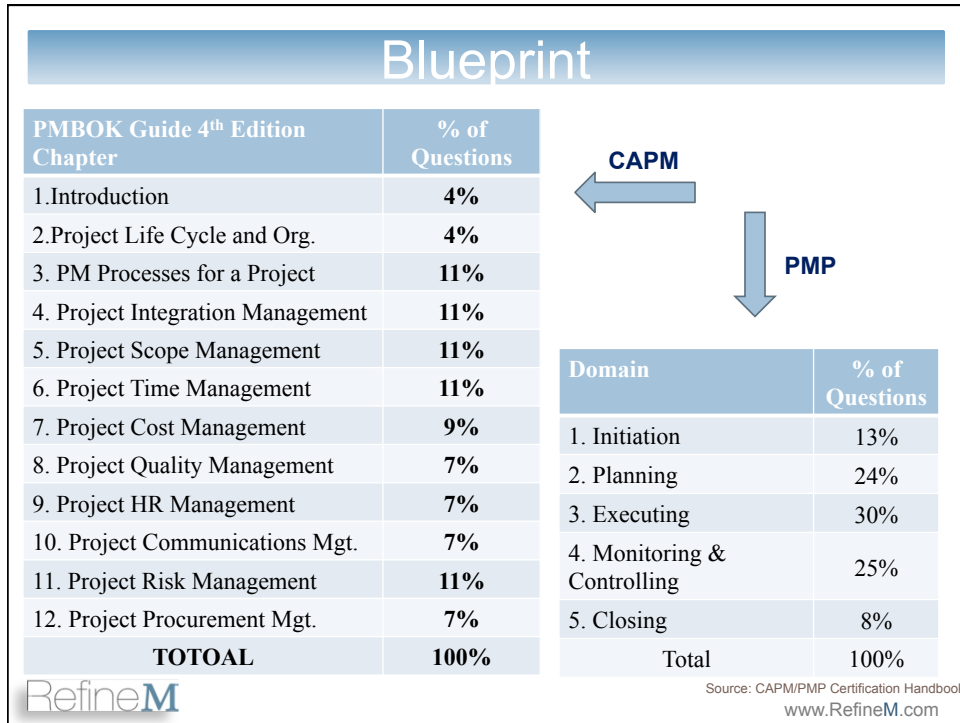 Blueprint
PMBOK Guide 4th Edition
Chapter
% of
Questions
1.Introduction 4%
2.Project Life Cycle and Org. 4%
3. PM Processes for a Project 11%
4. Project Integration Management 11%
5. Project Scope Management 11%
6. Project Time Management 11%
7. Project Cost Management 9%
8. Project Quality Management 7%
9. Project HR Management 7%
10. Project Communications Mgt. 7%
11. Project Risk Management 11%
12. Project Procurement Mgt. 7%
TOTOAL 100%
CAPM
PMP
Domain
% of
Questions
1. Initiation 13%
2. Planning 24%
3. Executing 30%
4. Monitoring &
Controlling 25%
5. Closing 8%
Total 100%
RefineM
Source: CAPM/PMP Certification Handbook
www.RefineM.com